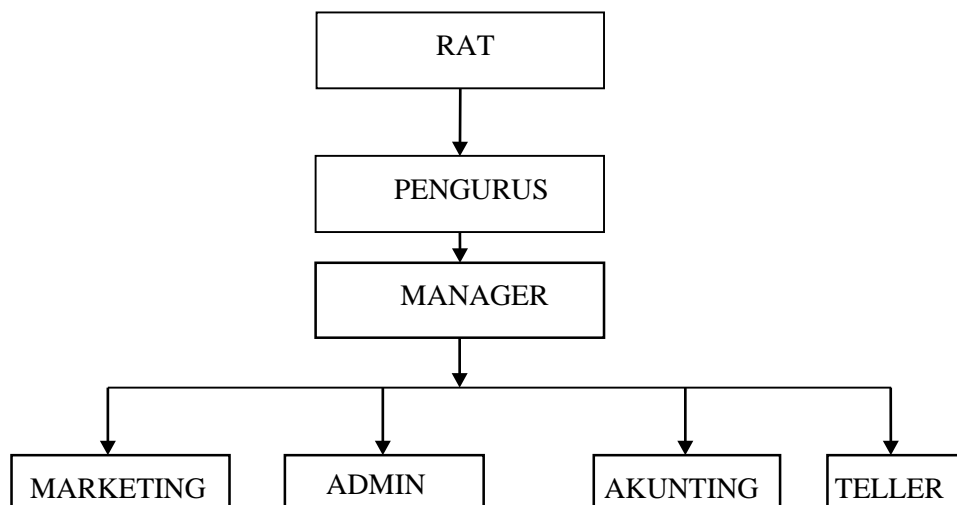 RAT
PENGURUS
MANAGER
MARKETING
ADMIN
AKUNTING
TELLER